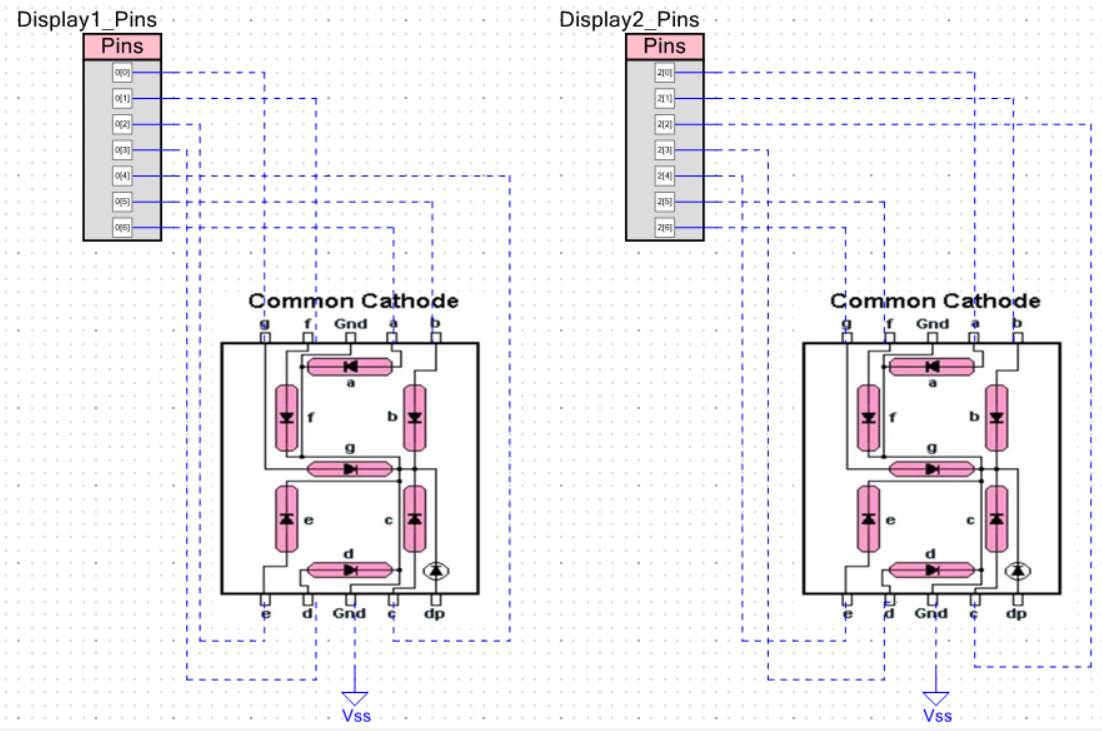 Display1_Pins
Pins
0[0]
0[1]
0[2]
0[3]
0[4]
0[5]
0[6]
Common Cathode
g f Gnd a b
a
f b
g
e c
d
e d Gnd c dp
Vss
Display2_Pins
Pins
2[0]
2[1]
2[2]
2[3]
2[4]
2[5]
2[6]
Common Cathode
g f Gnd a b
a
f b
g
e c
d
e d Gnd c dp
Vss